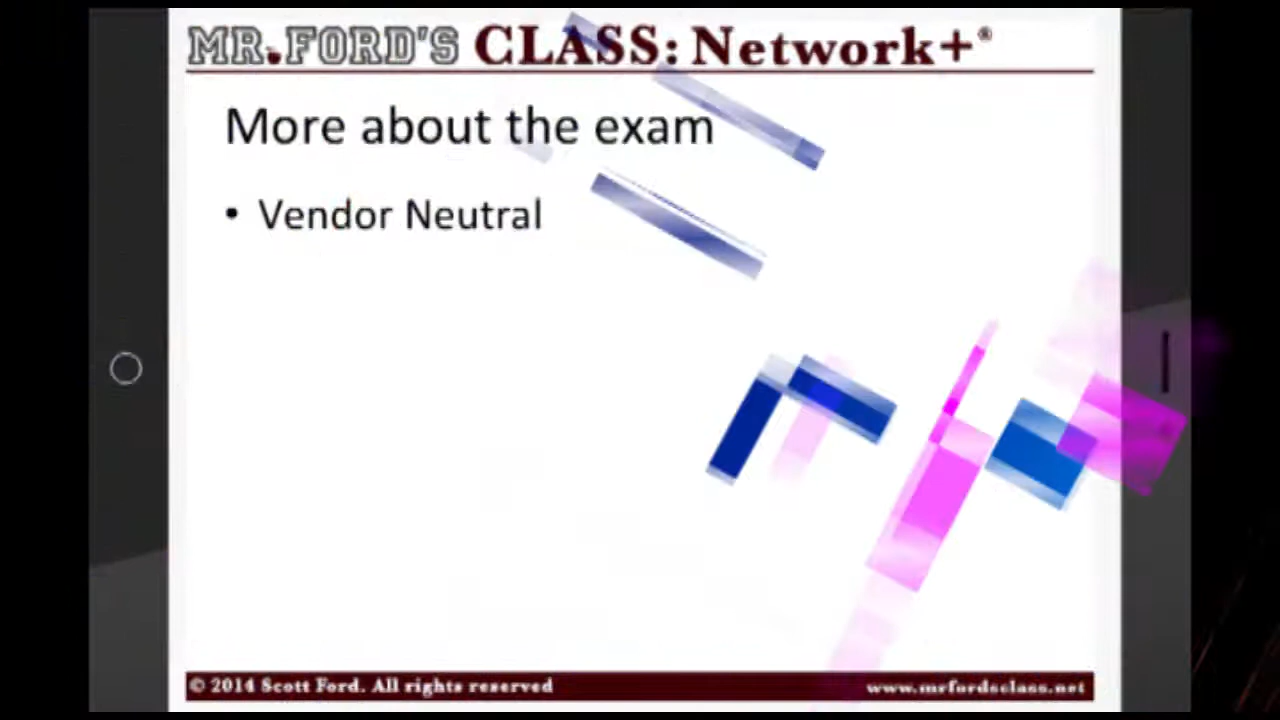 MR.FORD'S CLASS: Network+®
More about the exam
• Vendor Neutral
© 2014 Scott Ford. All rights reserved
www.mrfordsclass.net